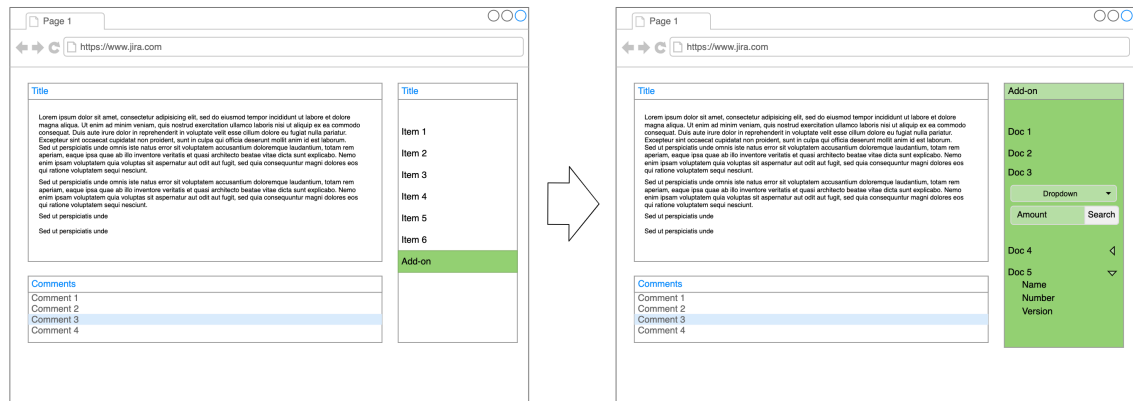 Page 1
https://www.jira.com
Title
Lorem ipsum dolor sit amet, consectetur adipisicing elit, sed do eiusmod tempor incididunt ut labore et dolore
magna aliqua. Ut enim ad minim veniam, quis nostrud exercitation ullamco laboris nisi ut aliquip ex ea commodo
consequat. Duis aute irure dolor in reprehenderit in voluptate velit esse cillum dolore eu fugiat nulla pariatur.
Excepteur sint occaecat cupidatat non proident, sunt in culpa qui officia deserunt mollit anim id est laborum.
Sed ut perspiciatis unde omnis iste natus error sit voluptatem accusantium doloremque laudantium, totam rem
aperiam, eaque ipsa quae ab illo inventore veritatis et quasi architecto beatae vitae dicta sunt explicabo. Nemo
enim ipsam voluptatem quia voluptas sit aspernatur aut odit aut fugit, sed quia consequuntur magni dolores eos
qui ratione voluptatem sequi nesciunt.
Sed ut perspiciatis unde omnis iste natus error sit voluptatem accusantium doloremque laudantium, totam rem
aperiam, eaque ipsa quae ab illo inventore veritatis et quasi architecto beatae vitae dicta sunt explicabo. Nemo
enim ipsam voluptatem quia voluptas sit aspernatur aut odit aut fugit, sed quia consequuntur magni dolores eos
qui ratione voluptatem sequi nesciunt.
Sed ut perspiciatis unde
Sed ut perspiciatis unde
Comments
Comment 1
Comment 2
Comment 3
Comment 4
Title
Item 1
Item 2
Item 3
Item 4
Item 5
Item 6
Add-on
Page 1
https://www.jira.com
Title
Lorem ipsum dolor sit amet, consectetur adipisicing elit, sed do eiusmod tempor incididunt ut labore et dolore
magna aliqua. Ut enim ad minim veniam, quis nostrud exercitation ullamco laboris nisi ut aliquip ex ea commodo
consequat. Duis aute irure dolor in reprehenderit in voluptate velit esse cillum dolore eu fugiat nulla pariatur.
Excepteur sint occaecat cupidatat non proident, sunt in culpa qui officia deserunt mollit anim id est laborum.
Sed ut perspiciatis unde omnis iste natus error sit voluptatem accusantium doloremque laudantium, totam rem
aperiam, eaque ipsa quae ab illo inventore veritatis et quasi architecto beatae vitae dicta sunt explicabo. Nemo
enim ipsam voluptatem quia voluptas sit aspernatur aut odit aut fugit, sed quia consequuntur magni dolores eos
qui ratione voluptatem sequi nesciunt.
Sed ut perspiciatis unde omnis iste natus error sit voluptatem accusantium doloremque laudantium, totam rem
aperiam, eaque ipsa quae ab illo inventore veritatis et quasi architecto beatae vitae dicta sunt explicabo. Nemo
enim ipsam voluptatem quia voluptas sit aspernatur aut odit aut fugit, sed quia consequuntur magni dolores eos
qui ratione voluptatem sequi nesciunt.
Sed ut perspiciatis unde
Sed ut perspiciatis unde
Comments
Comment 1
Comment 2
Comment 3
Comment 4
Add-on
Doc 1
Doc 2
Doc 3
Dropdown
Amount Search
Doc 4
Doc 5
Name
Number
Version